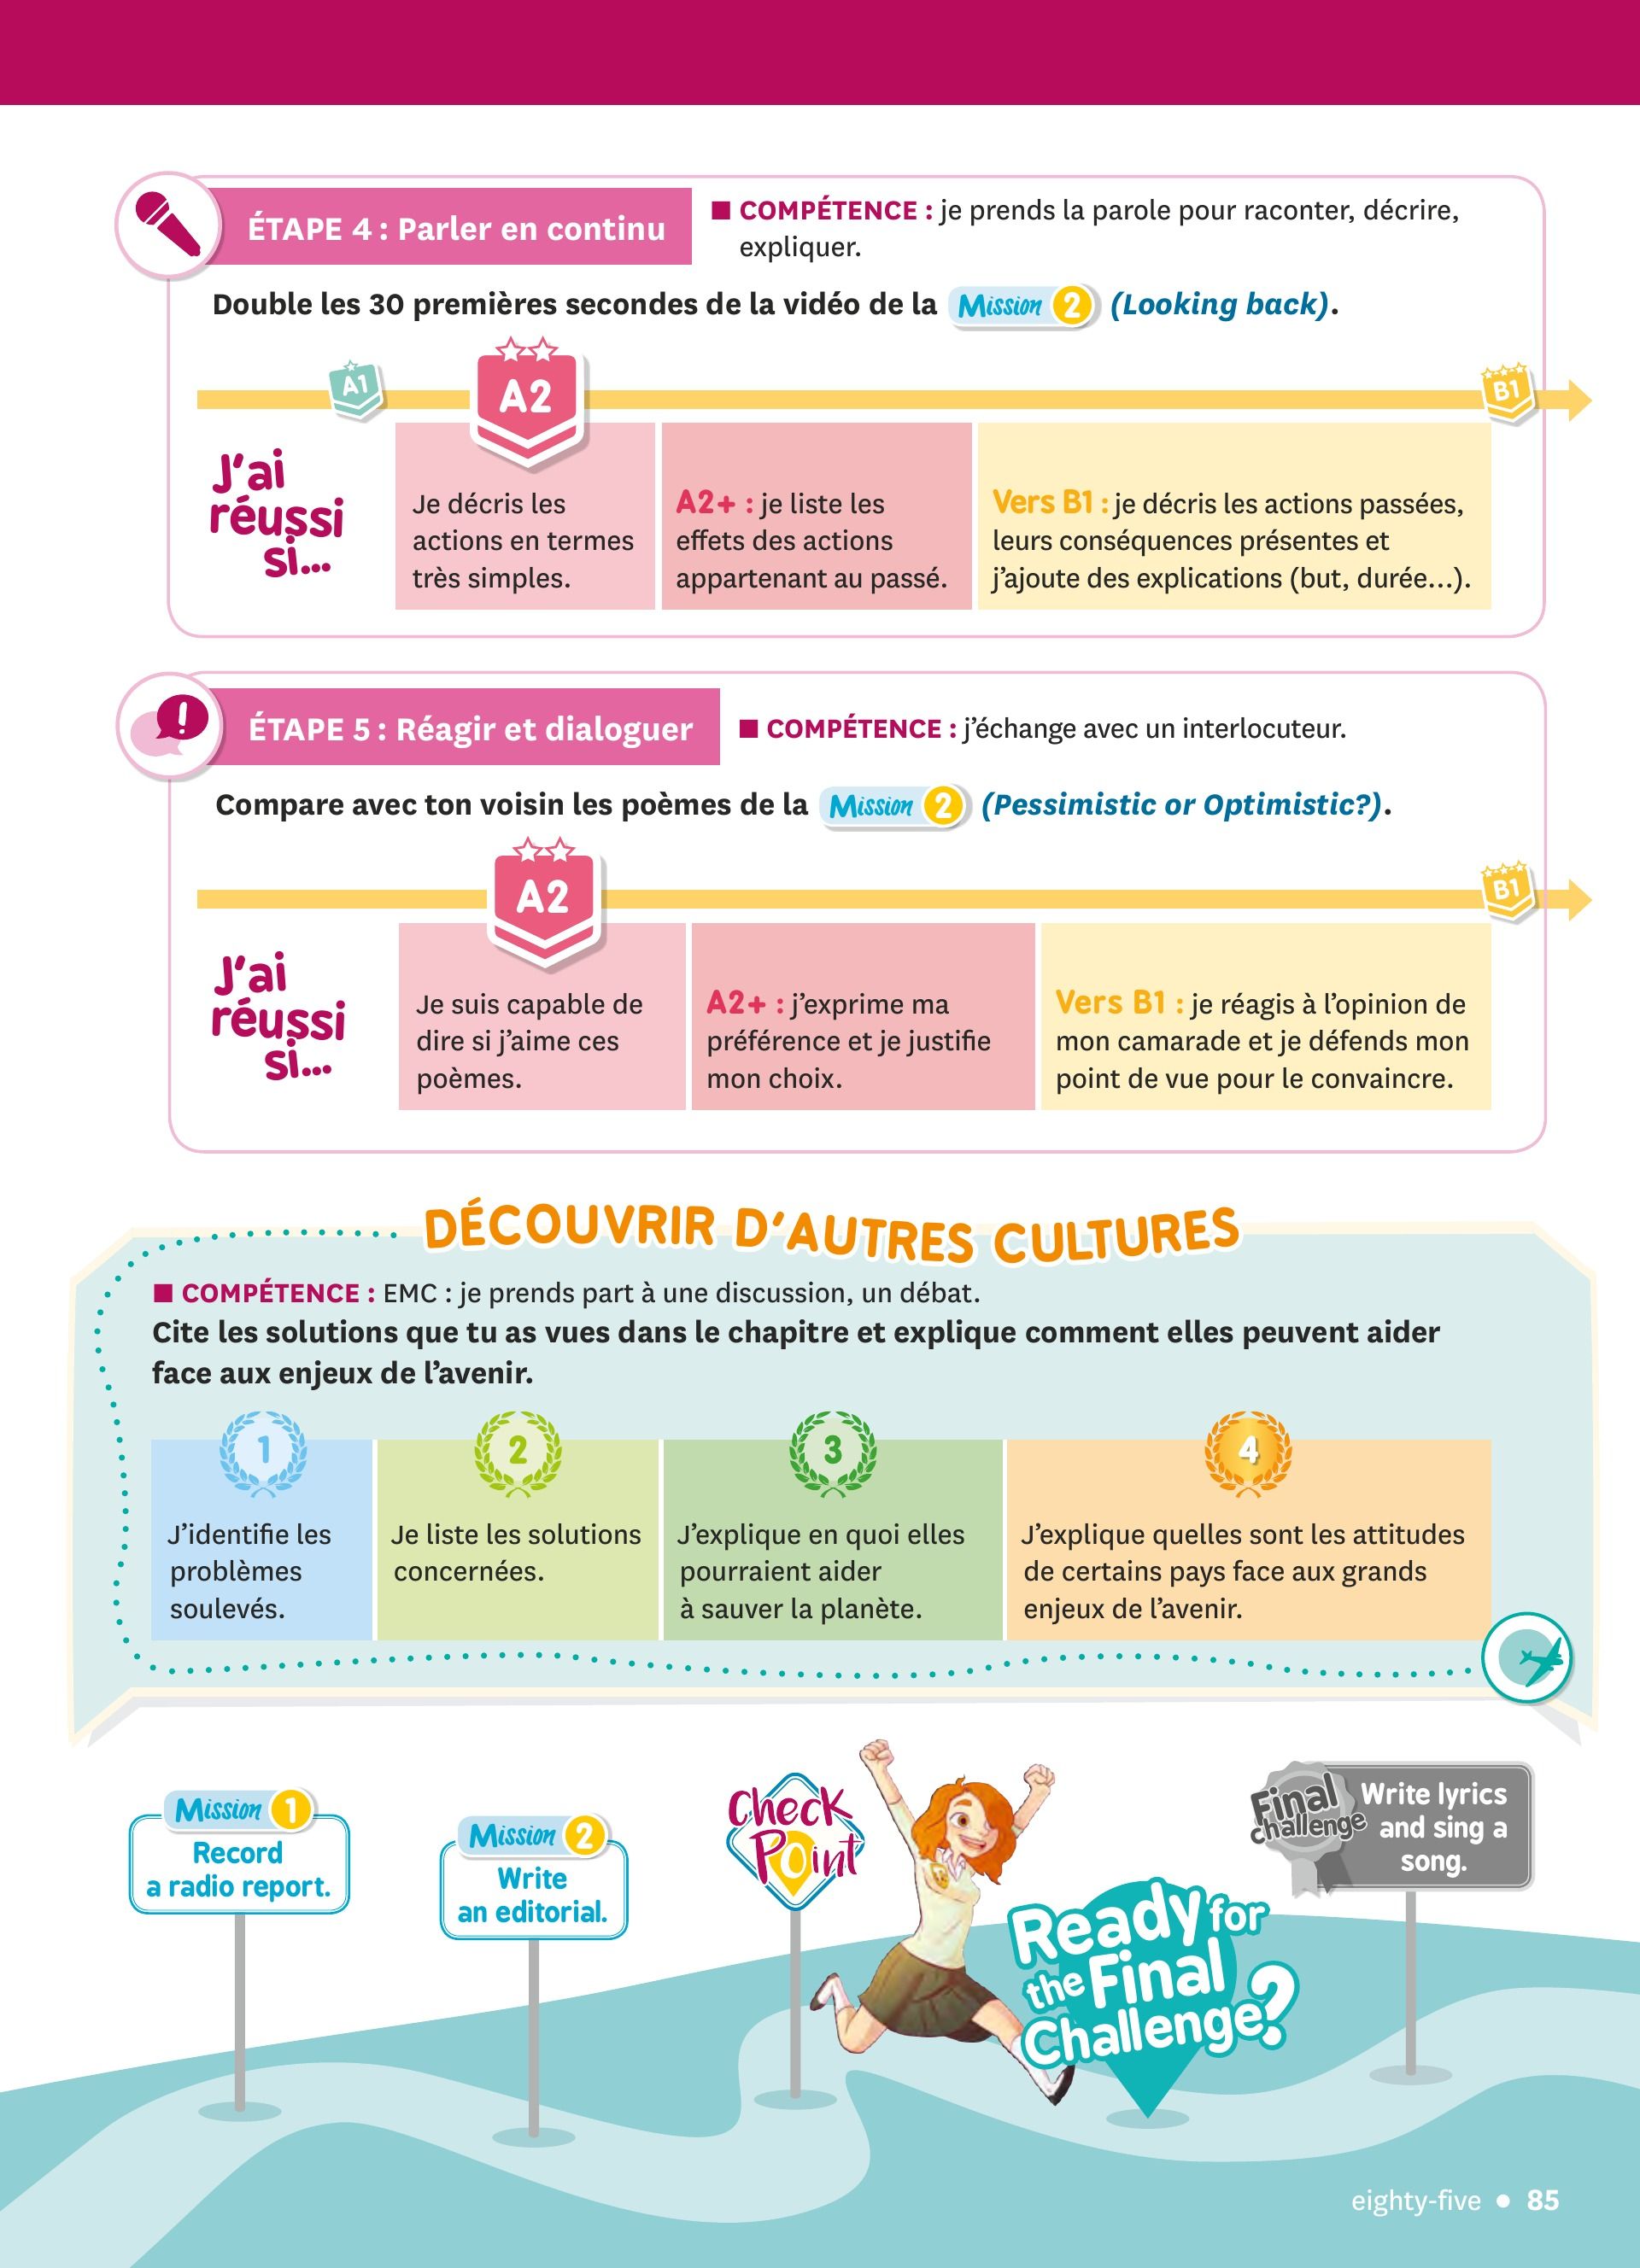 ÉTAPE 4 : Parler en continu
■ COMPÉTENCE : je prends la parole pour raconter, décrire,
expliquer.
Double les 30 premières secondes de la vidéo de la Mission 2 (Looking back).
A1
A2
B1
J'ai
réussi
si...
Je décris les
actions en termes
très simples.
A2+ : je liste les
effets des actions
appartenant au passé.
Vers B1 : je décris les actions passées,
leurs conséquences présentes et
j'ajoute des explications (but, durée...).
ÉTAPE 5 : Réagir et dialoguer
■ COMPÉTENCE : j'échange avec un interlocuteur.
Compare avec ton voisin les poèmes de la Mission 2 (Pessimistic or Optimistic?).
A2
B1
J'ai
réussi
si...
Je suis capable de
dire si j'aime ces
poèmes.
A2+ : j'exprime ma
préférence et je justifie
mon choix.
Vers B1 : je réagis à l'opinion de
mon camarade et je défends mon
point de vue pour le convaincre.
DÉCOUVRIR D'AUTRES CULTURES
■ COMPÉTENCE : EMC : je prends part à une discussion, un débat.
Cite les solutions que tu as vues dans le chapitre et explique comment elles peuvent aider
face aux enjeux de l'avenir.
1
J'identifie les
problèmes
soulevés.
2
Je liste les solutions
concernées.
3
J'explique en quoi elles
pourraient aider
à sauver la planète.
4
J'explique quelles sont les attitudes
de certains pays face aux grands
enjeux de l'avenir.
Mission 1
Record
a radio report.
Mission 2
Write
an editorial.
Check
Point
Ready for
the Final
Challenge?
Final
challenge
Write lyrics
and sing a
song.
eighty-five • 85